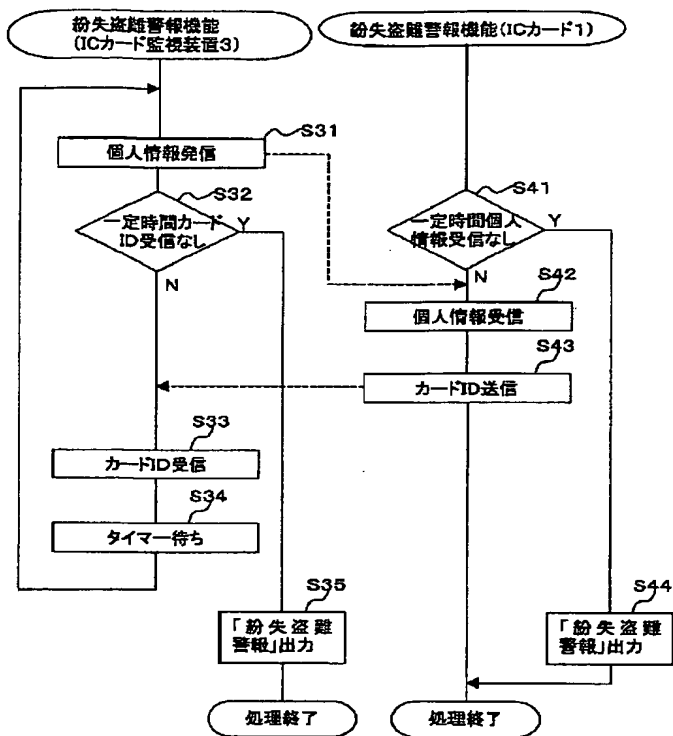 紛失盗難警報機能
(ICカード監視装置3)
紛失盗難警報機能(ICカード1)
S31
個人情報発信
S32
一定時間カード
ID受信なし
Y
N
S41
一定時間個人
情報受信なし
Y
N
S42
個人情報受信
S43
カードID送信
S33
カードID受信
S34
タイマー待ち
S35
「紛失盗難
警報」出力
S44
「紛失盗難
警報」出力
処理終了
処理終了